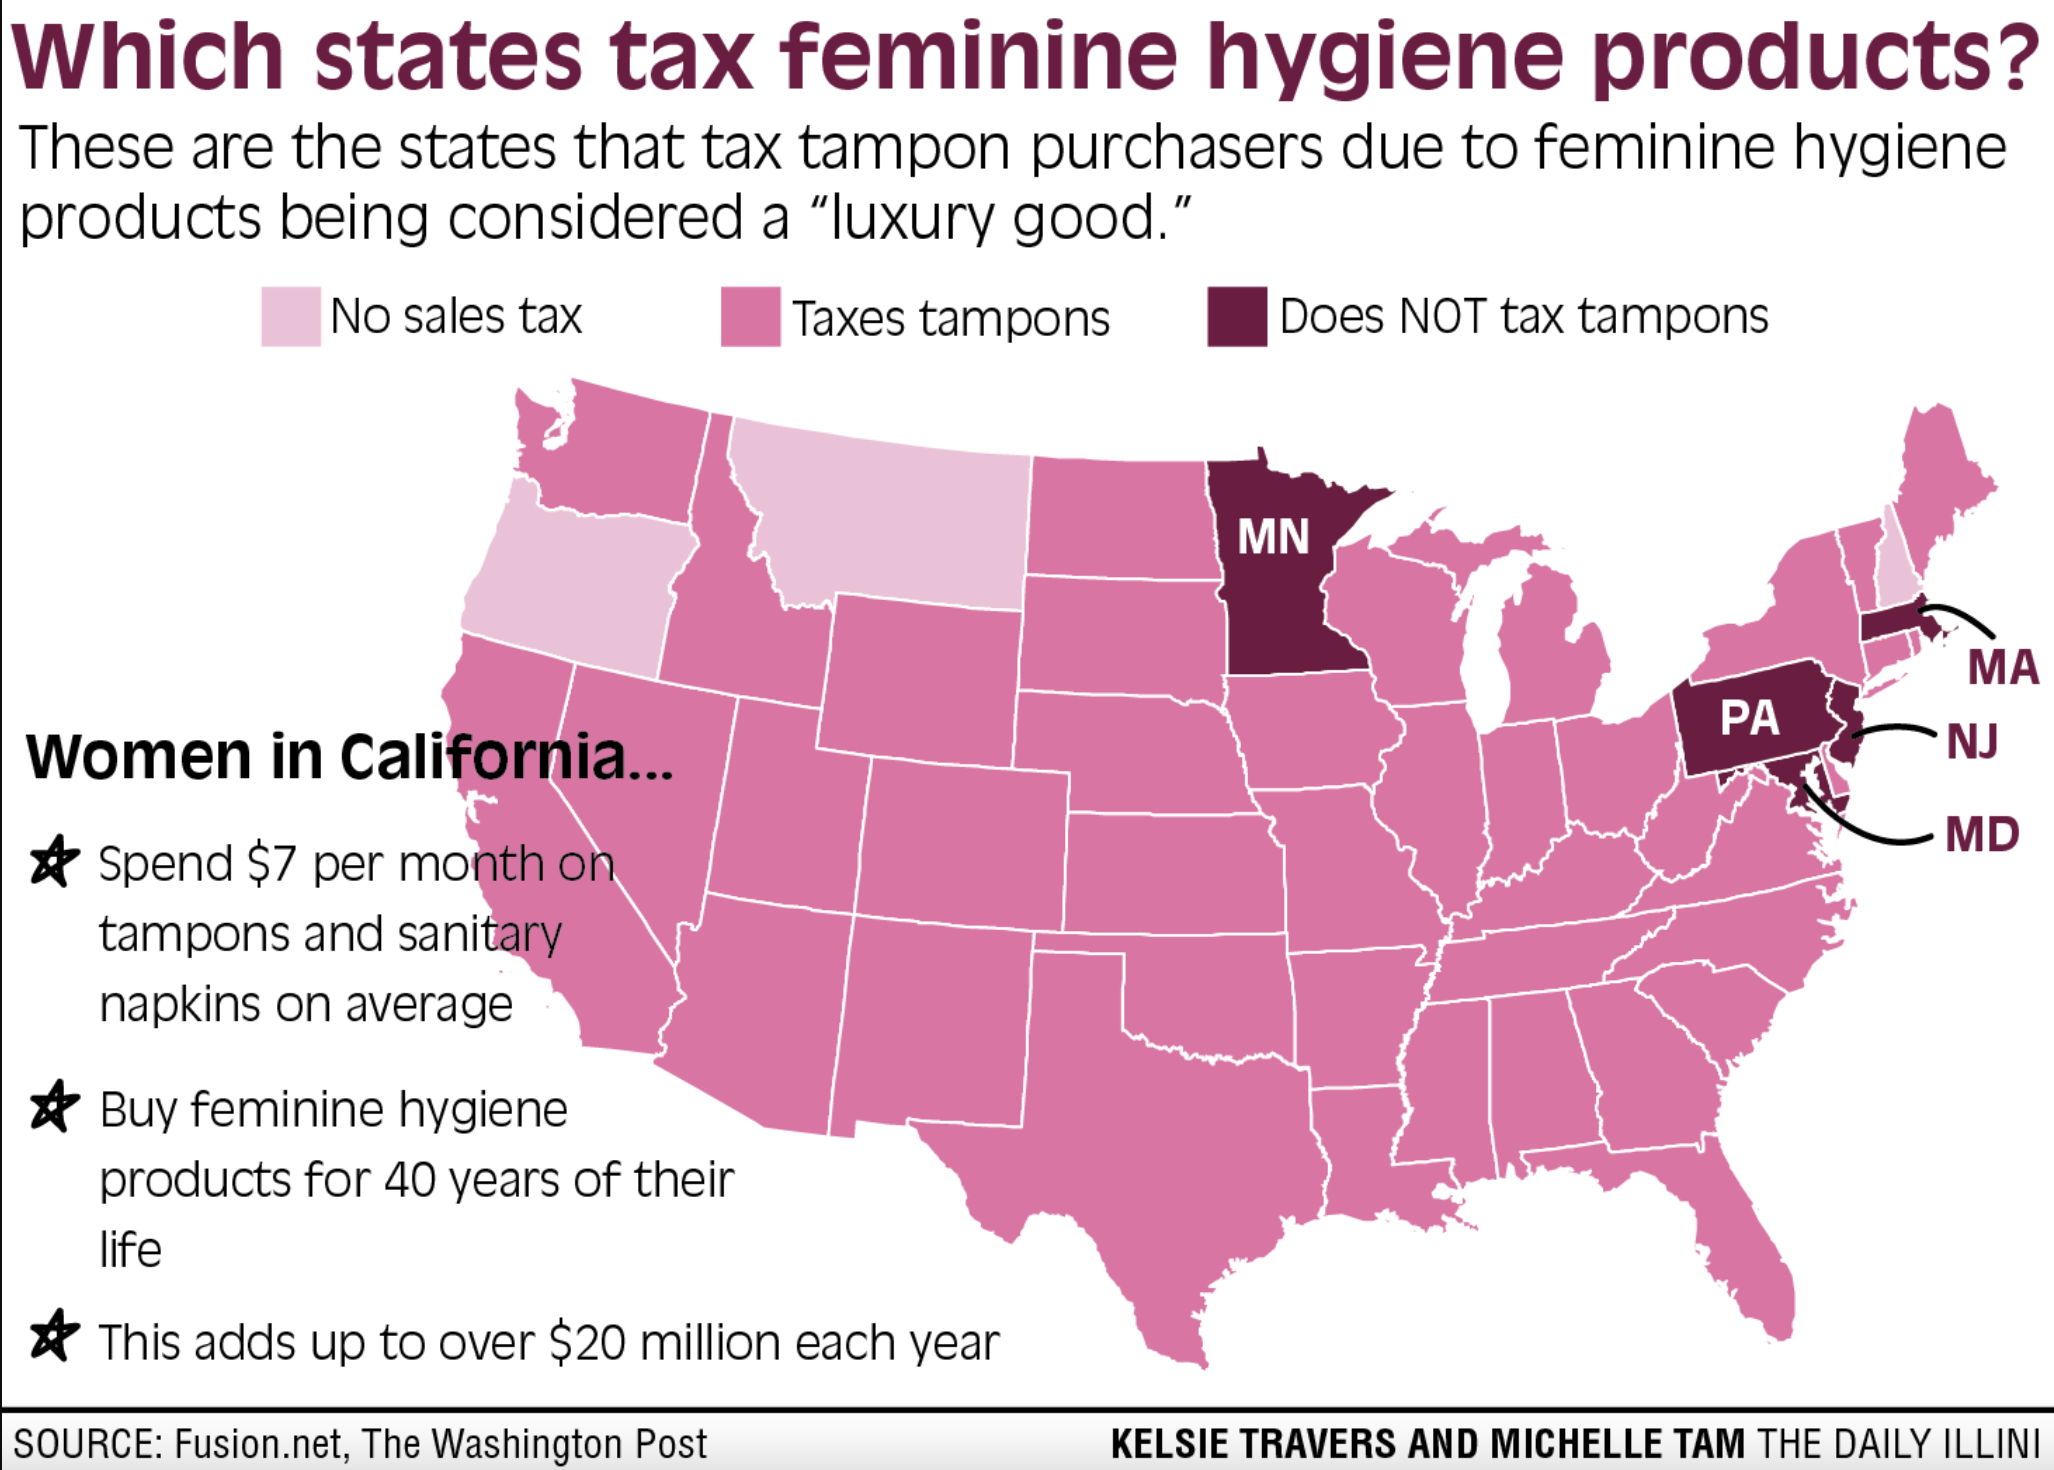 Which states tax feminine hygiene products?
These are the states that tax tampon purchasers due to feminine hygiene
products being considered a “luxury good.”
No sales tax
Taxes tampons
Does NOT tax tampons
MN
MA
PA
NJ
MD
Women in California...
Spend $7 per month on
tampons and sanitary
napkins on average
Buy feminine hygiene
products for 40 years of their
life
This adds up to over $20 million each year
SOURCE: Fusion.net, The Washington Post
KELSIE TRAVERS AND MICHELLE TAM THE DAILY ILLINI